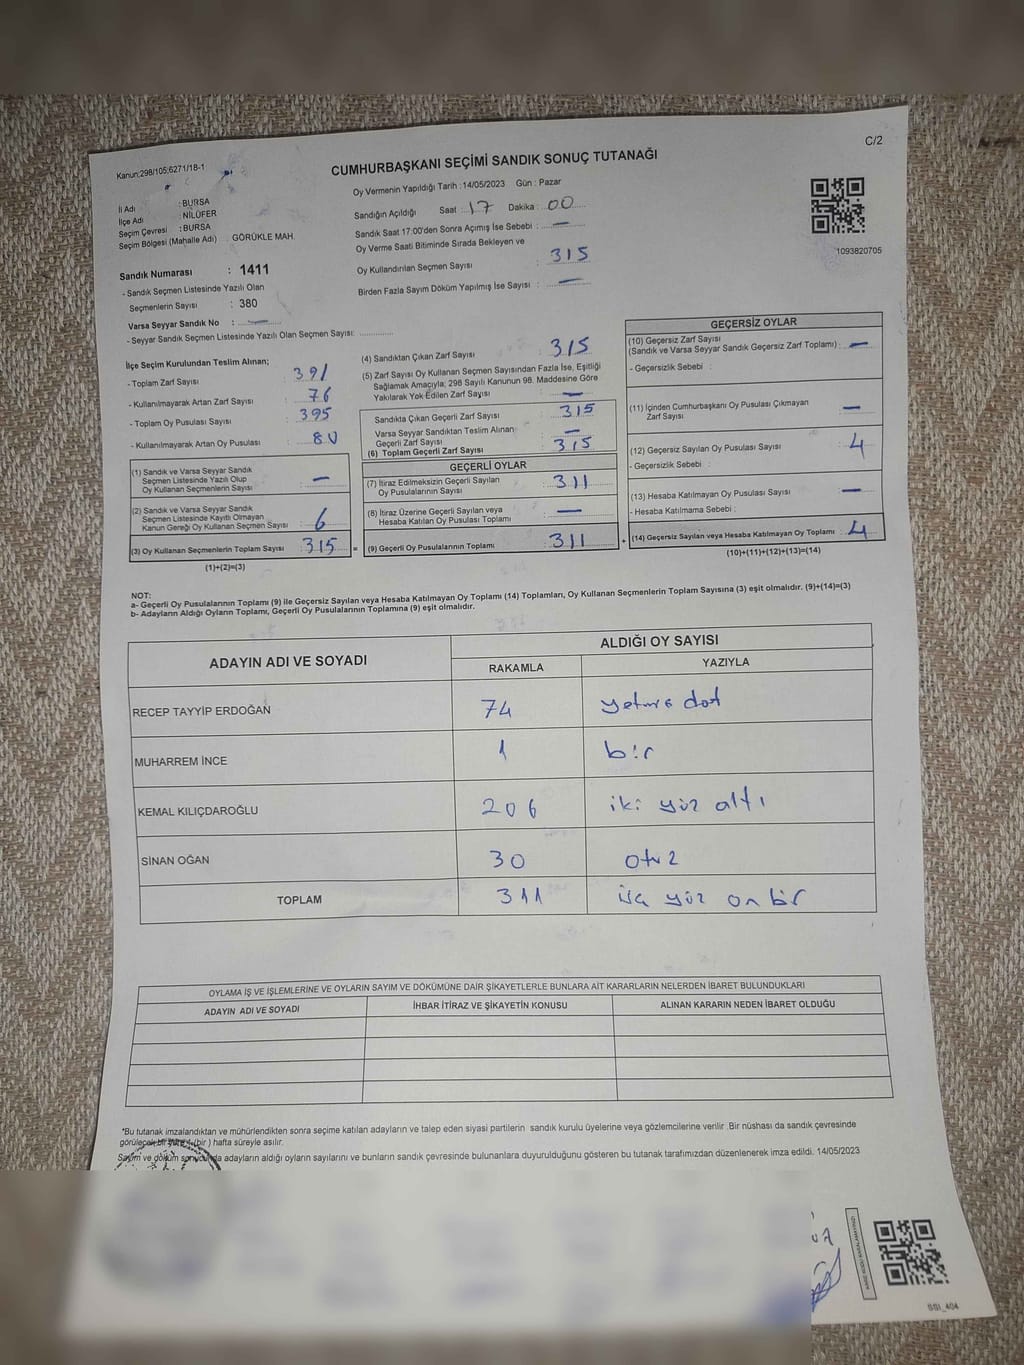 C/2
Kanun:298/105;6271/18-1
CUMHURBAŞKANI SEÇİMİ SANDIK SONUÇ TUTANAĞI
Oy Vermenin Yapıldığı Tarih : 14/05/2023 Gün : Pazar
İl Adı : BURSA
İlçe Adı : NİLÜFER
Seçim Çevresi : BURSA
Seçim Bölgesi (Mahalle Adı) : GÖRÜKLE MAH.
Sandık Numarası : 1411
- Sandık Seçmen Listesinde Yazılı Olan
Seçmenlerin Sayısı : 380
Varsa Seyyar Sandık No : —
- Seyyar Sandık Seçmen Listesinde Yazılı Olan Seçmen Sayısı: ..............
Sandığın Açıldığı Saat : 17 Dakika : 00
Sandık Saat 17:00'den Sonra Açımış İse Sebebi : —
Oy Verme Saati Bitiminde Sırada Bekleyen ve
Oy Kullandırılan Seçmen Sayısı : 315
Birden Fazla Sayım Döküm Yapılmış İse Sayısı : —
1093820705
İlçe Seçim Kurulundan Teslim Alınan;
- Toplam Zarf Sayısı : 391
- Kullanılmayarak Artan Zarf Sayısı : 76
- Toplam Oy Pusulası Sayısı : 395
- Kullanılmayarak Artan Oy Pusulası : 80
(1) Sandık ve Varsa Seyyar Sandık
Seçmen Listesinde Yazılı Olup
Oy Kullanan Seçmenlerin Sayısı : —
(2) Sandık ve Varsa Seyyar Sandık
Seçmen Listesinde Kayıtlı Olmayan
Kanun Gereği Oy Kullanan Seçmen Sayısı : 6
(3) Oy Kullanan Seçmenlerin Toplam Sayısı : 315
(1)+(2)=(3)
(4) Sandıktan Çıkan Zarf Sayısı : 315
(5) Zarf Sayısı Oy Kullanan Seçmen Sayısından Fazla İse, Eşitliği
Sağlamak Amacıyla; 298 Sayılı Kanunun 98. Maddesine Göre
Yakılarak Yok Edilen Zarf Sayısı : —
Sandıkta Çıkan Geçerli Zarf Sayısı : 315
Varsa Seyyar Sandıktan Teslim Alınan
Geçerli Zarf Sayısı : —
(6) Toplam Geçerli Zarf Sayısı : 315
GEÇERLİ OYLAR
(7) İtiraz Edilmeksizin Geçerli Sayılan
Oy Pusulalarının Sayısı : 311
(8) İtiraz Üzerine Geçerli Sayılan veya
Hesaba Katılan Oy Pusulası Toplamı : —
= (9) Geçerli Oy Pusulalarının Toplamı : 311
GEÇERSİZ OYLAR
(10) Geçersiz Zarf Sayısı
(Sandık ve Varsa Seyyar Sandık Geçersiz Zarf Toplamı) : —
- Geçersizlik Sebebi :
(11) İçinden Cumhurbaşkanı Oy Pusulası Çıkmayan
Zarf Sayısı : —
(12) Geçersiz Sayılan Oy Pusulası Sayısı : 4
- Geçersizlik Sebebi :
(13) Hesaba Katılmayan Oy Pusulası Sayısı : —
- Hesaba Katılmama Sebebi :
+ (14) Geçersiz Sayılan veya Hesaba Katılmayan Oy Toplamı : 4
(10)+(11)+(12)+(13)=(14)
NOT:
a- Geçerli Oy Pusulalarının Toplamı (9) ile Geçersiz Sayılan veya Hesaba Katılmayan Oy Toplamı (14) Toplamları, Oy Kullanan Seçmenlerin Toplam Sayısına (3) eşit olmalıdır. (9)+(14)=(3)
b- Adayların Aldığı Oyların Toplamı, Geçerli Oy Pusulalarının Toplamına (9) eşit olmalıdır.
ADAYIN ADI VE SOYADI
ALDIĞI OY SAYISI
RAKAMLA YAZIYLA
RECEP TAYYİP ERDOĞAN 74
MUHARREM İNCE 1 bir
KEMAL KILIÇDAROĞLU 206 iki yüz altı
SİNAN OĞAN 30 otuz
TOPLAM 311 yüz on bir
OYLAMA İŞ VE İŞLEMLERİNE VE OYLARIN SAYIM VE DÖKÜMÜNE DAİR ŞİKAYETLERLE BUNLARA AİT KARARLARIN NELERDEN İBARET BULUNDUKLARI
ADAYIN ADI VE SOYADI İHBAR İTİRAZ VE ŞİKAYETİN KONUSU ALINAN KARARIN NEDEN İBARET OLDUĞU
*Bu tutanak imzalandıktan ve mühürlendikten sonra seçime katılan adayların ve talep eden siyasi partilerin sandık kurulu üyelerine veya gözlemcilerine verilir .Bir nüshası da sandık çevresinde
görülecek bir yere 1 (bir ) hafta süreyle asılır.
Sayım ve döküm sonucunda adayların aldığı oyların sayılarını ve bunların sandık çevresinde bulunanlara duyurulduğunu gösteren bu tutanak tarafımızdan düzenlenerek imza edildi. 14/05/2023